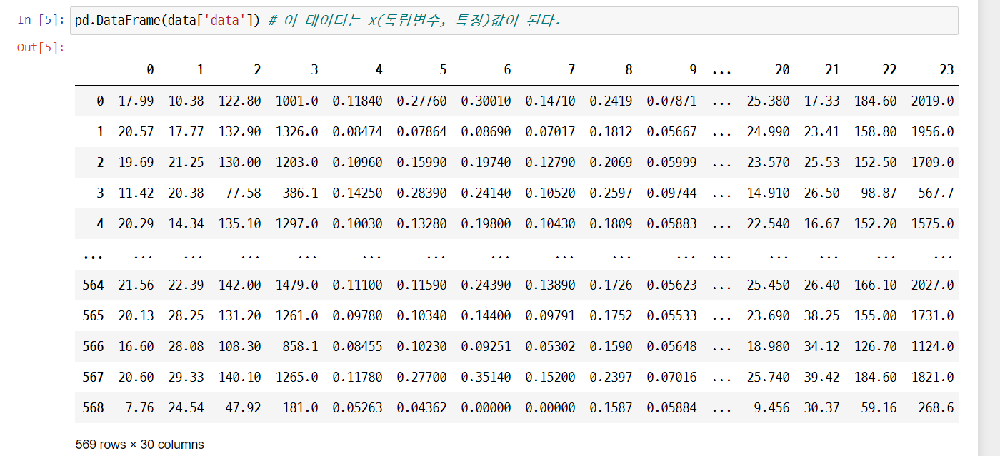 In [5]: pd.DataFrame(data['data']) # 이 데이터는 x(독립변수, 특징)값이 된다.
Out[5]:
0 1 2 3 4 5 6 7 8 9 ... 20 21 22 23
0 17.99 10.38 122.80 1001.0 0.11840 0.27760 0.30010 0.14710 0.2419 0.07871 ... 25.380 17.33 184.60 2019.0
1 20.57 17.77 132.90 1326.0 0.08474 0.07864 0.08690 0.07017 0.1812 0.05667 ... 24.990 23.41 158.80 1956.0
2 19.69 21.25 130.00 1203.0 0.10960 0.15990 0.19740 0.12790 0.2069 0.05999 ... 23.570 25.53 152.50 1709.0
3 11.42 20.38 77.58 386.1 0.14250 0.28390 0.24140 0.10520 0.2597 0.09744 ... 14.910 26.50 98.87 567.7
4 20.29 14.34 135.10 1297.0 0.10030 0.13280 0.19800 0.10430 0.1809 0.05883 ... 22.540 16.67 152.20 1575.0
... ... ... ... ... ... ... ... ... ... ... ... ... ... ... ...
564 21.56 22.39 142.00 1479.0 0.11100 0.11590 0.24390 0.13890 0.1726 0.05623 ... 25.450 26.40 166.10 2027.0
565 20.13 28.25 131.20 1261.0 0.09780 0.10340 0.14400 0.09791 0.1752 0.05533 ... 23.690 38.25 155.00 1731.0
566 16.60 28.08 108.30 858.1 0.08455 0.10230 0.09251 0.05302 0.1590 0.05648 ... 18.980 34.12 126.70 1124.0
567 20.60 29.33 140.10 1265.0 0.11780 0.27700 0.35140 0.15200 0.2397 0.07016 ... 25.740 39.42 184.60 1821.0
568 7.76 24.54 47.92 181.0 0.05263 0.04362 0.00000 0.00000 0.1587 0.05884 ... 9.456 30.37 59.16 268.6
569 rows × 30 columns